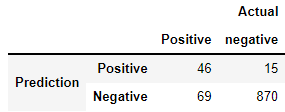 Actual
Positive negative
Prediction Positive 46 15
Negative 69 870